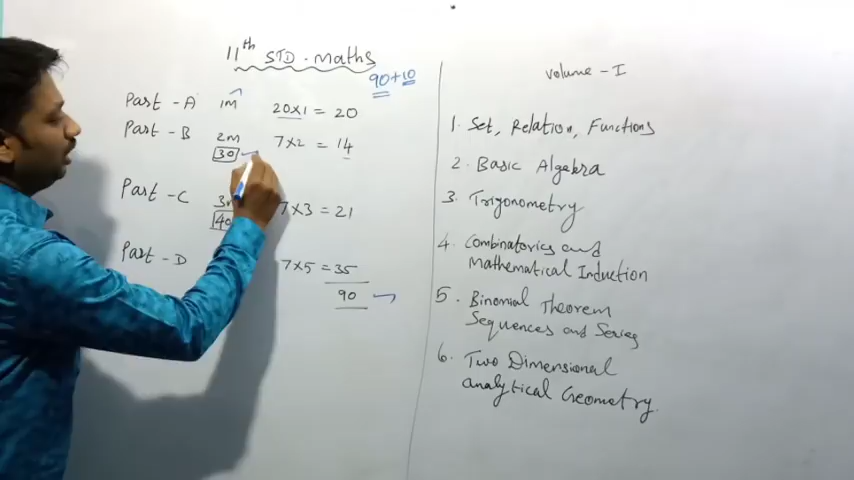 11th STD - maths
90+10
Part - A 1m 20x1 = 20
Part - B 2m 7x2 = 14
30
Part - C 3m 7x3 = 21
40
Part - D 7x5 = 35
90
volume - I
1. Set, Relation, Functions
2. Basic Algebra
3. Trigonometry
4. Combinatorics and
Mathematical Induction
5. Binomial Theorem
Sequences and Series
6. Two Dimensional
analytical Geometry.